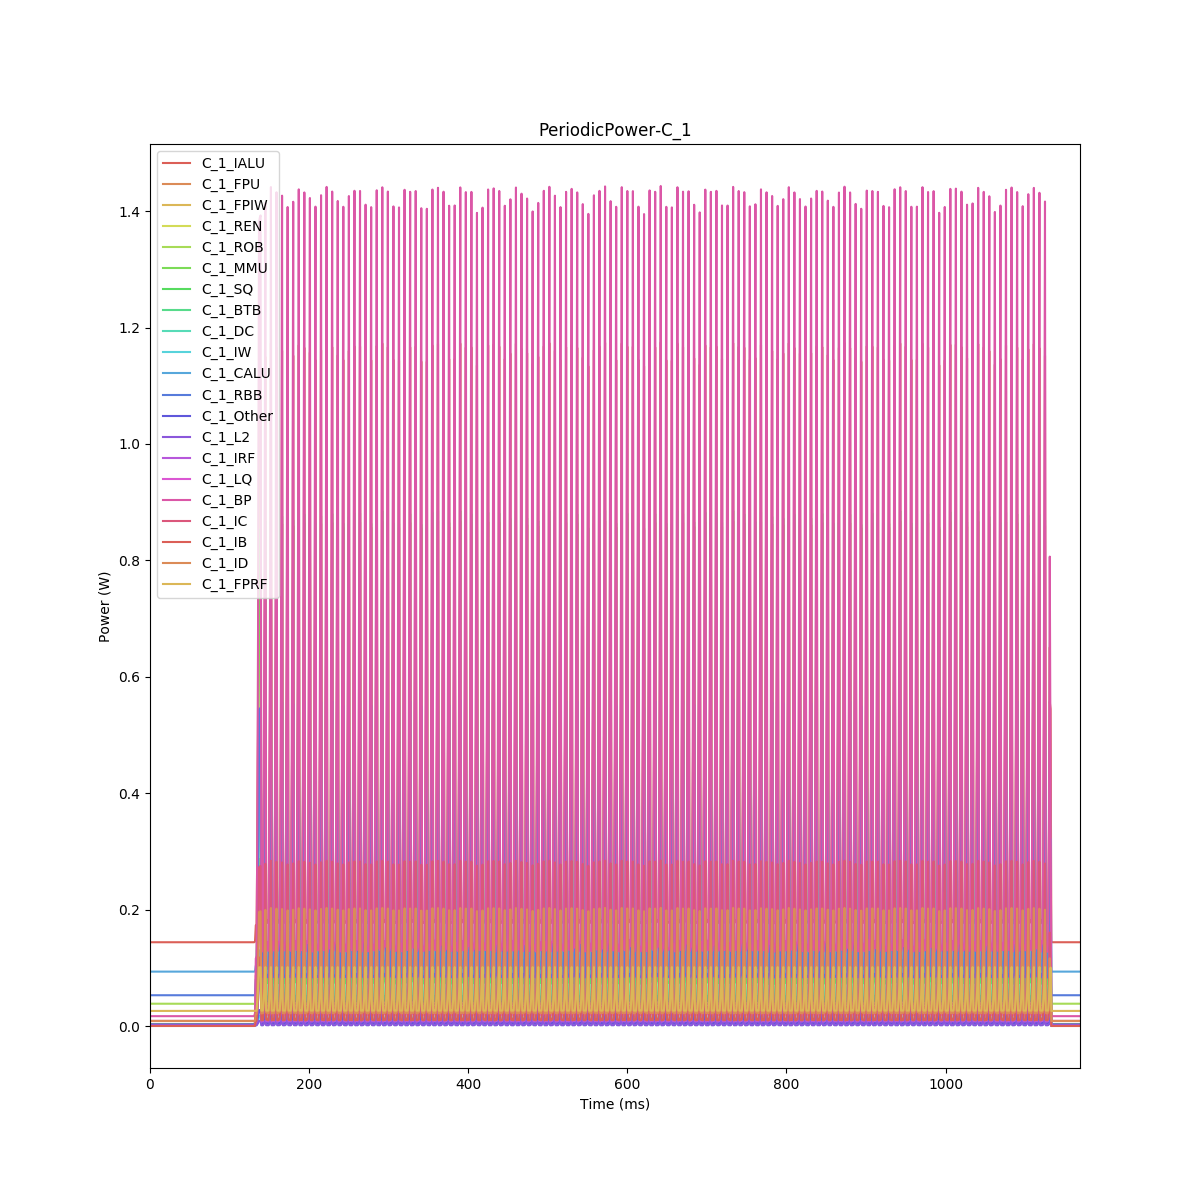 PeriodicPower-C_1
C_1_IALU
C_1_FPU
C_1_FPIW
C_1_REN
C_1_ROB
C_1_MMU
C_1_SQ
C_1_BTB
C_1_DC
C_1_IW
C_1_CALU
C_1_RBB
C_1_Other
C_1_L2
C_1_IRF
C_1_LQ
C_1_BP
C_1_IC
C_1_IB
C_1_ID
C_1_FPRF
1.4
1.2
1.0
0.8
0.6
0.4
0.2
0.0
Power (W)
0 200 400 600 800 1000
Time (ms)